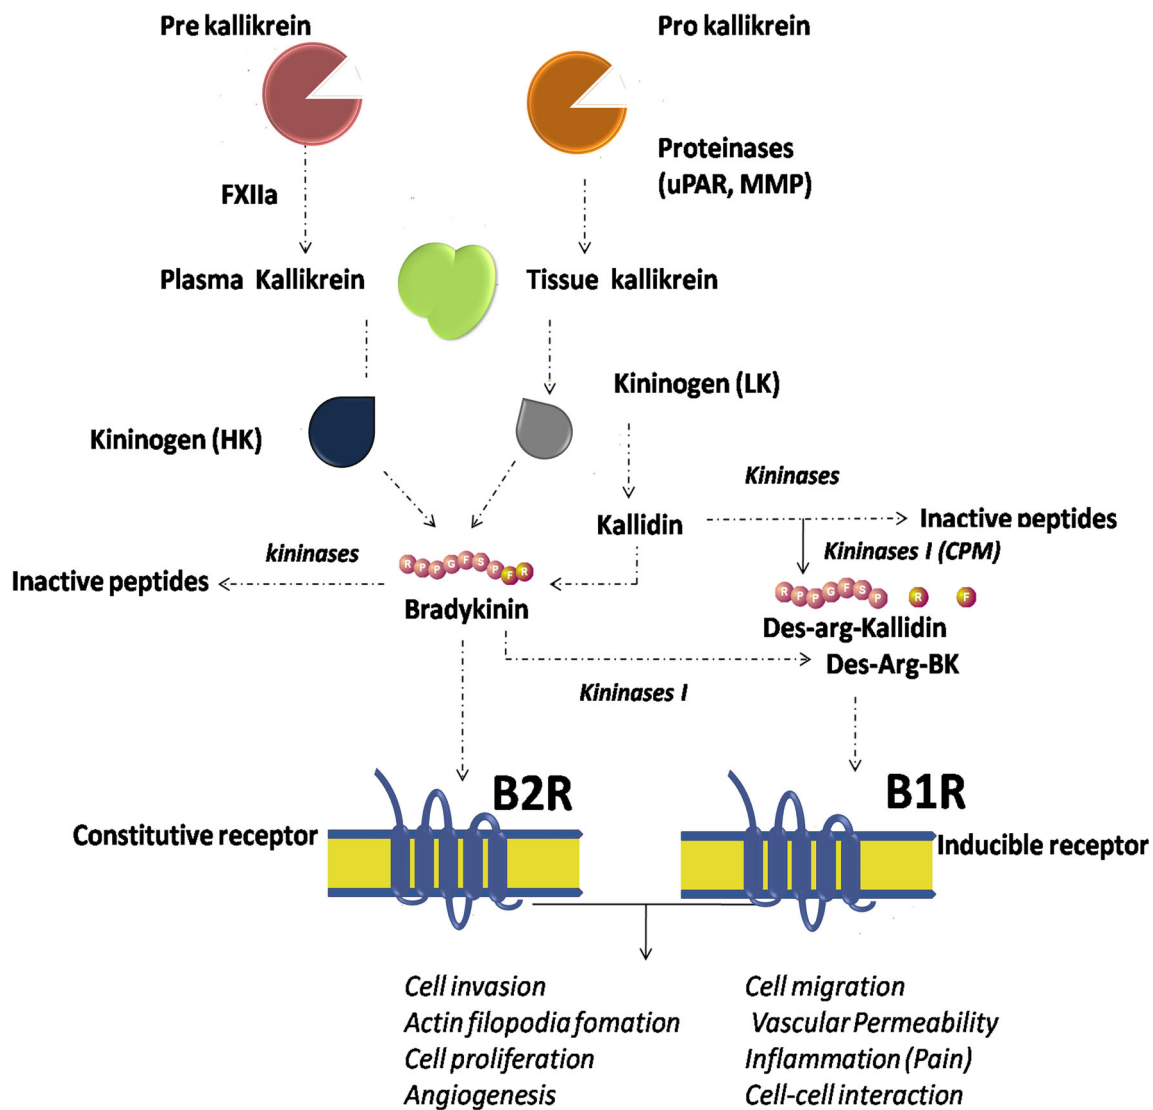 Pre kallikrein
Pro kallikrein
Proteinases
(uPAR, MMP)
FXIIa
Plasma Kallikrein
Tissue kallikrein
Kininogen (LK)
Kininogen (HK)
Kininases
Kallidin
Inactive peptides
Kininases I (CPM)
kininases
Inactive peptides
R P P G F S P F R
R P P G F S P R F
Bradykinin
Des-arg-Kallidin
Des-Arg-BK
Kininases I
B2R
B1R
Constitutive receptor
Inducible receptor
Cell invasion
Actin filopodia fomation
Cell proliferation
Angiogenesis
Cell migration
Vascular Permeability
Inflammation (Pain)
Cell-cell interaction